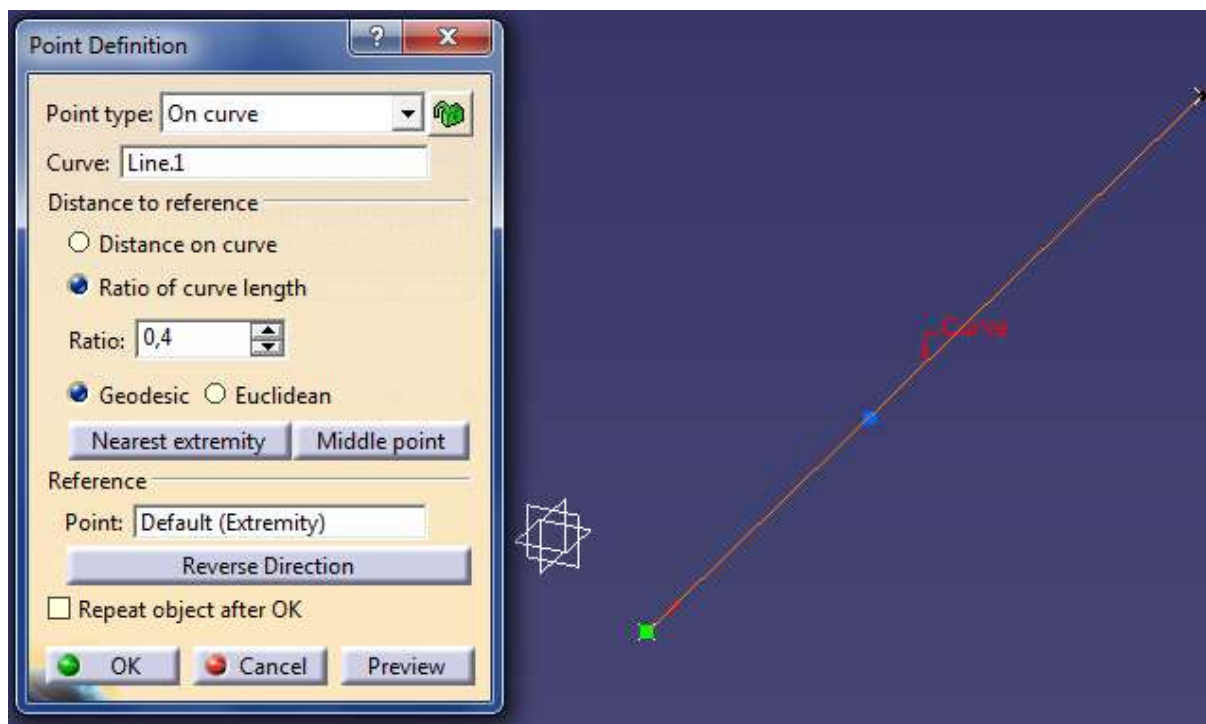 Point Definition
?
Point type: On curve
Curve: Line.1
Distance to reference
Distance on curve
Ratio of curve length
Ratio: 0,4
Geodesic Euclidean
Nearest extremity Middle point
Reference
Point: Default (Extremity)
Reverse Direction
Repeat object after OK
OK Cancel Preview
Curve